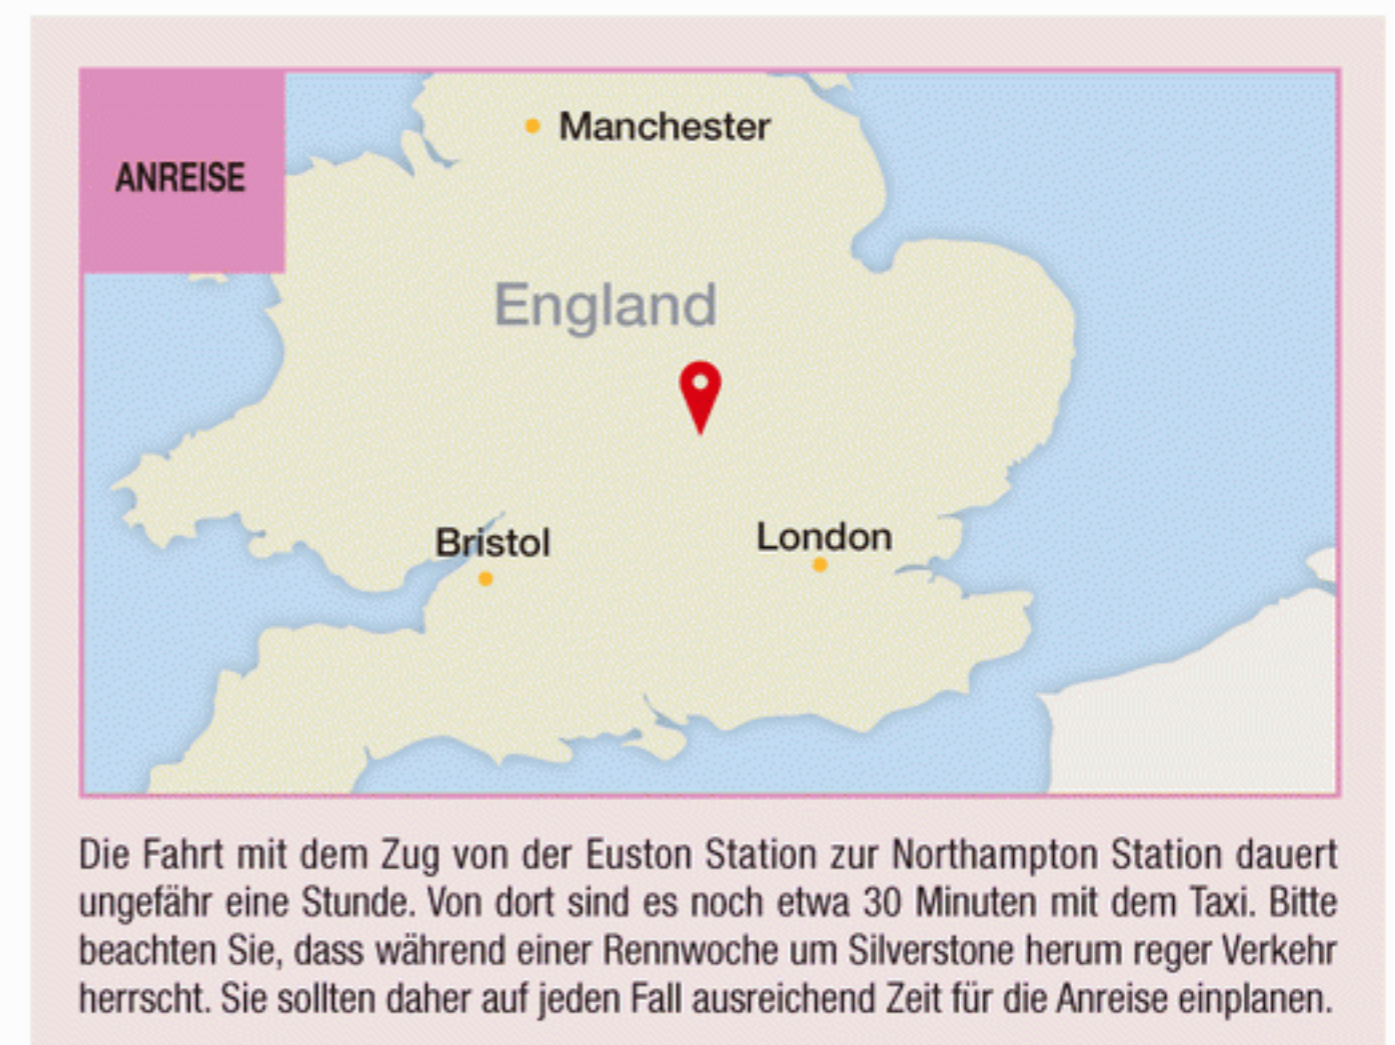 ANREISE
Manchester
England
Bristol
London
Die Fahrt mit dem Zug von der Euston Station zur Northampton Station dauert
ungefähr eine Stunde. Von dort sind es noch etwa 30 Minuten mit dem Taxi. Bitte
beachten Sie, dass während einer Rennwoche um Silverstone herum reger Verkehr
herrscht. Sie sollten daher auf jeden Fall ausreichend Zeit für die Anreise einplanen.